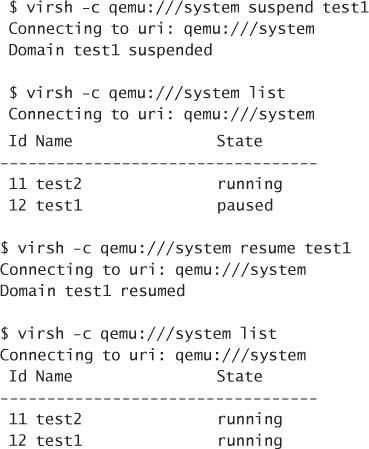 $ virsh -c qemu:///system suspend test1
Connecting to uri: qemu:///system
Domain test1 suspended
$ virsh -c qemu:///system list
Connecting to uri: qemu:///system
Id Name State
----------------------------------
11 test2 running
12 test1 paused
$ virsh -c qemu:///system resume test1
Connecting to uri: qemu:///system
Domain test1 resumed
$ virsh -c qemu:///system list
Connecting to uri: qemu:///system
Id Name State
----------------------------------
11 test2 running
12 test1 running